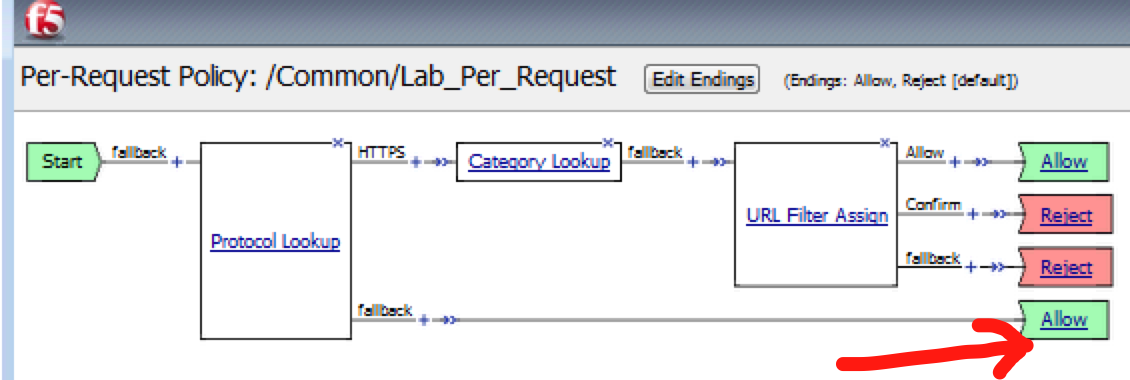 f5
Per-Request Policy: /Common/Lab_Per_Request Edit Endings (Endings: Allow, Reject [default])
Start fallback + HTTPS + Category Lookup fallback + Allow + Allow
URL Filter Assign Confirm + Reject
Protocol Lookup
fallback + Reject
fallback + Allow